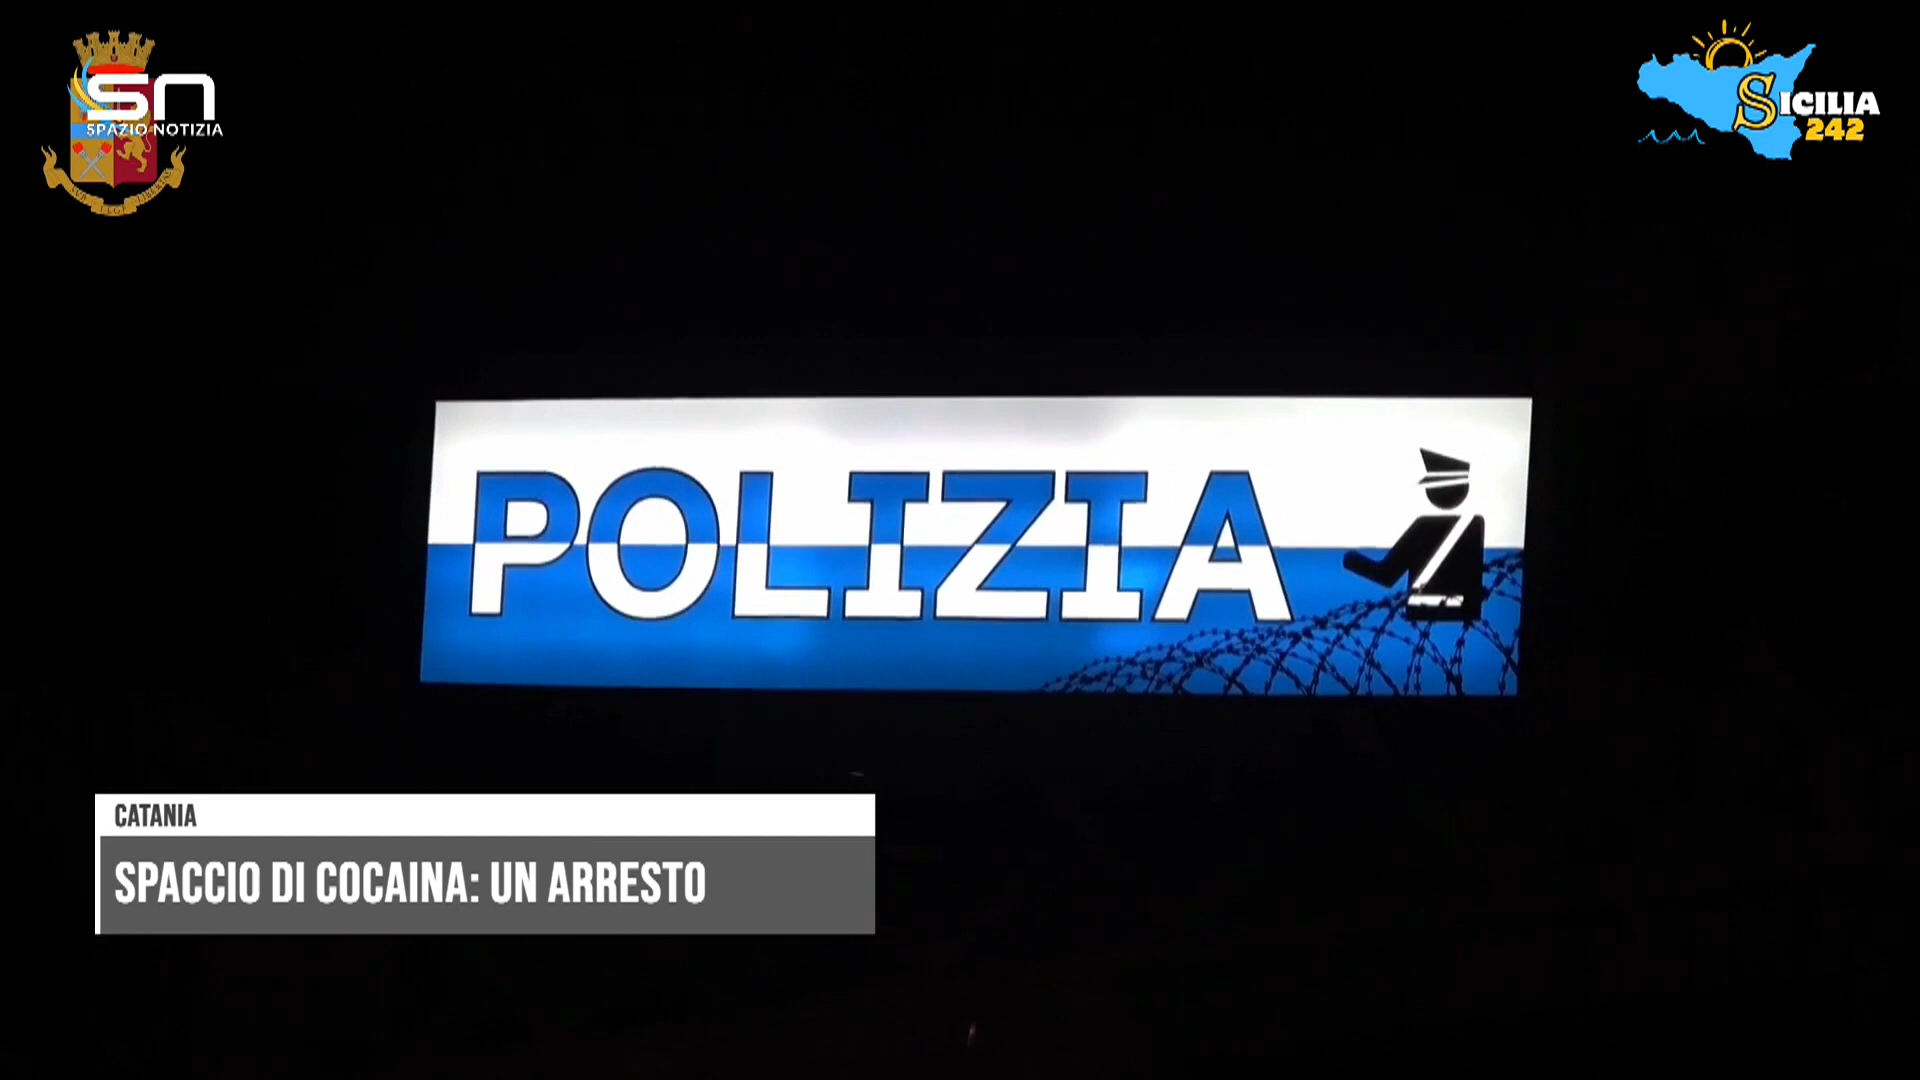 SN
SPAZIO NOTIZIA
SICILIA
242
POLIZIA
CATANIA
SPACCIO DI COCAINA: UN ARRESTO